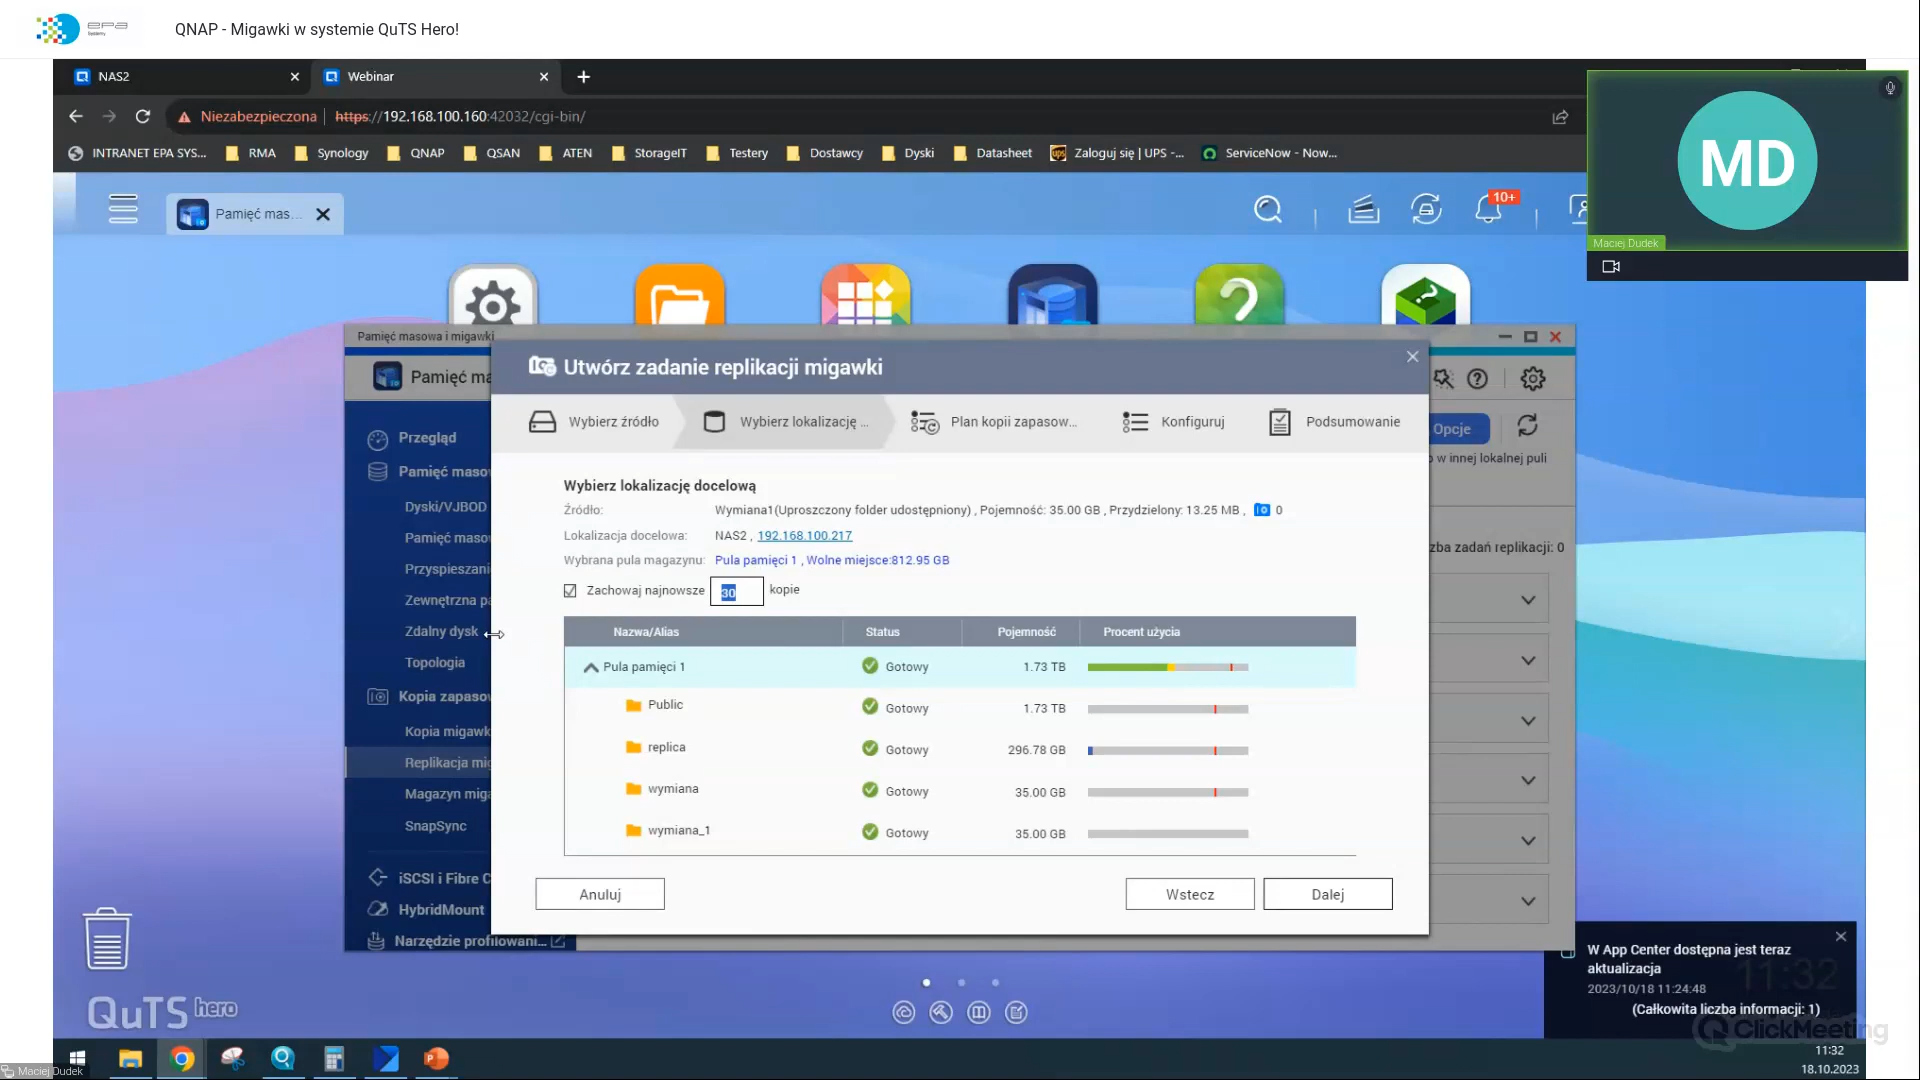 epa
Systemy
QNAP - Migawki w systemie QuTS Hero!
NAS2
Webinar
Niezabezpieczona
https://192.168.100.160:42032/cgi-bin/
INTRANET EPA SYS...
RMA
Synology
QNAP
QSAN
ATEN
StorageIT
Testery
Dostawcy
Dyski
Datasheet
ups
Zaloguj się | UPS -...
ServiceNow - Now...
MD
Maciej Dudek
Pamięć mas...
10+
Pamięć masowa i migawki
Utwórz zadanie replikacji migawki
Pamięć ma
Wybierz źródło
Wybierz lokalizację ...
Plan kopii zapasow...
Konfiguruj
Podsumowanie
Opcje
w innej lokalnej puli
Przegląd
Pamięć maso
Dyski/VJBOD
Pamięć maso
Przyspieszani
Zewnętrzna pa
Zdalny dysk
Topologia
Kopia zapaso
Kopia migawk
Replikacja mig
Magazyn miga
SnapSync
iSCSI i Fibre C
HybridMount
Narzędzie profilowani...
zba zadań replikacji: 0
Wybierz lokalizację docelową
Źródło: Wymiana1(Uproszczony folder udostępniony) , Pojemność: 35.00 GB , Przydzielony: 13.25 MB , 0
Lokalizacja docelowa: NAS2 , 192.168.100.217
Wybrana pula magazynu: Pula pamięci 1 , Wolne miejsce:812.95 GB
Zachowaj najnowsze 30 kopie
Nazwa/Alias Status Pojemność Procent użycia
Pula pamięci 1 Gotowy 1.73 TB
Public Gotowy 1.73 TB
replica Gotowy 296.78 GB
wymiana Gotowy 35.00 GB
wymiana_1 Gotowy 35.00 GB
Anuluj
Wstecz
Dalej
W App Center dostępna jest teraz
aktualizacja
2023/10/18 11:24:48
(Całkowita liczba informacji: 1)
11:32
QuTS hero
ClickMeeting
11:32
18.10.2023
Maciej Dudek